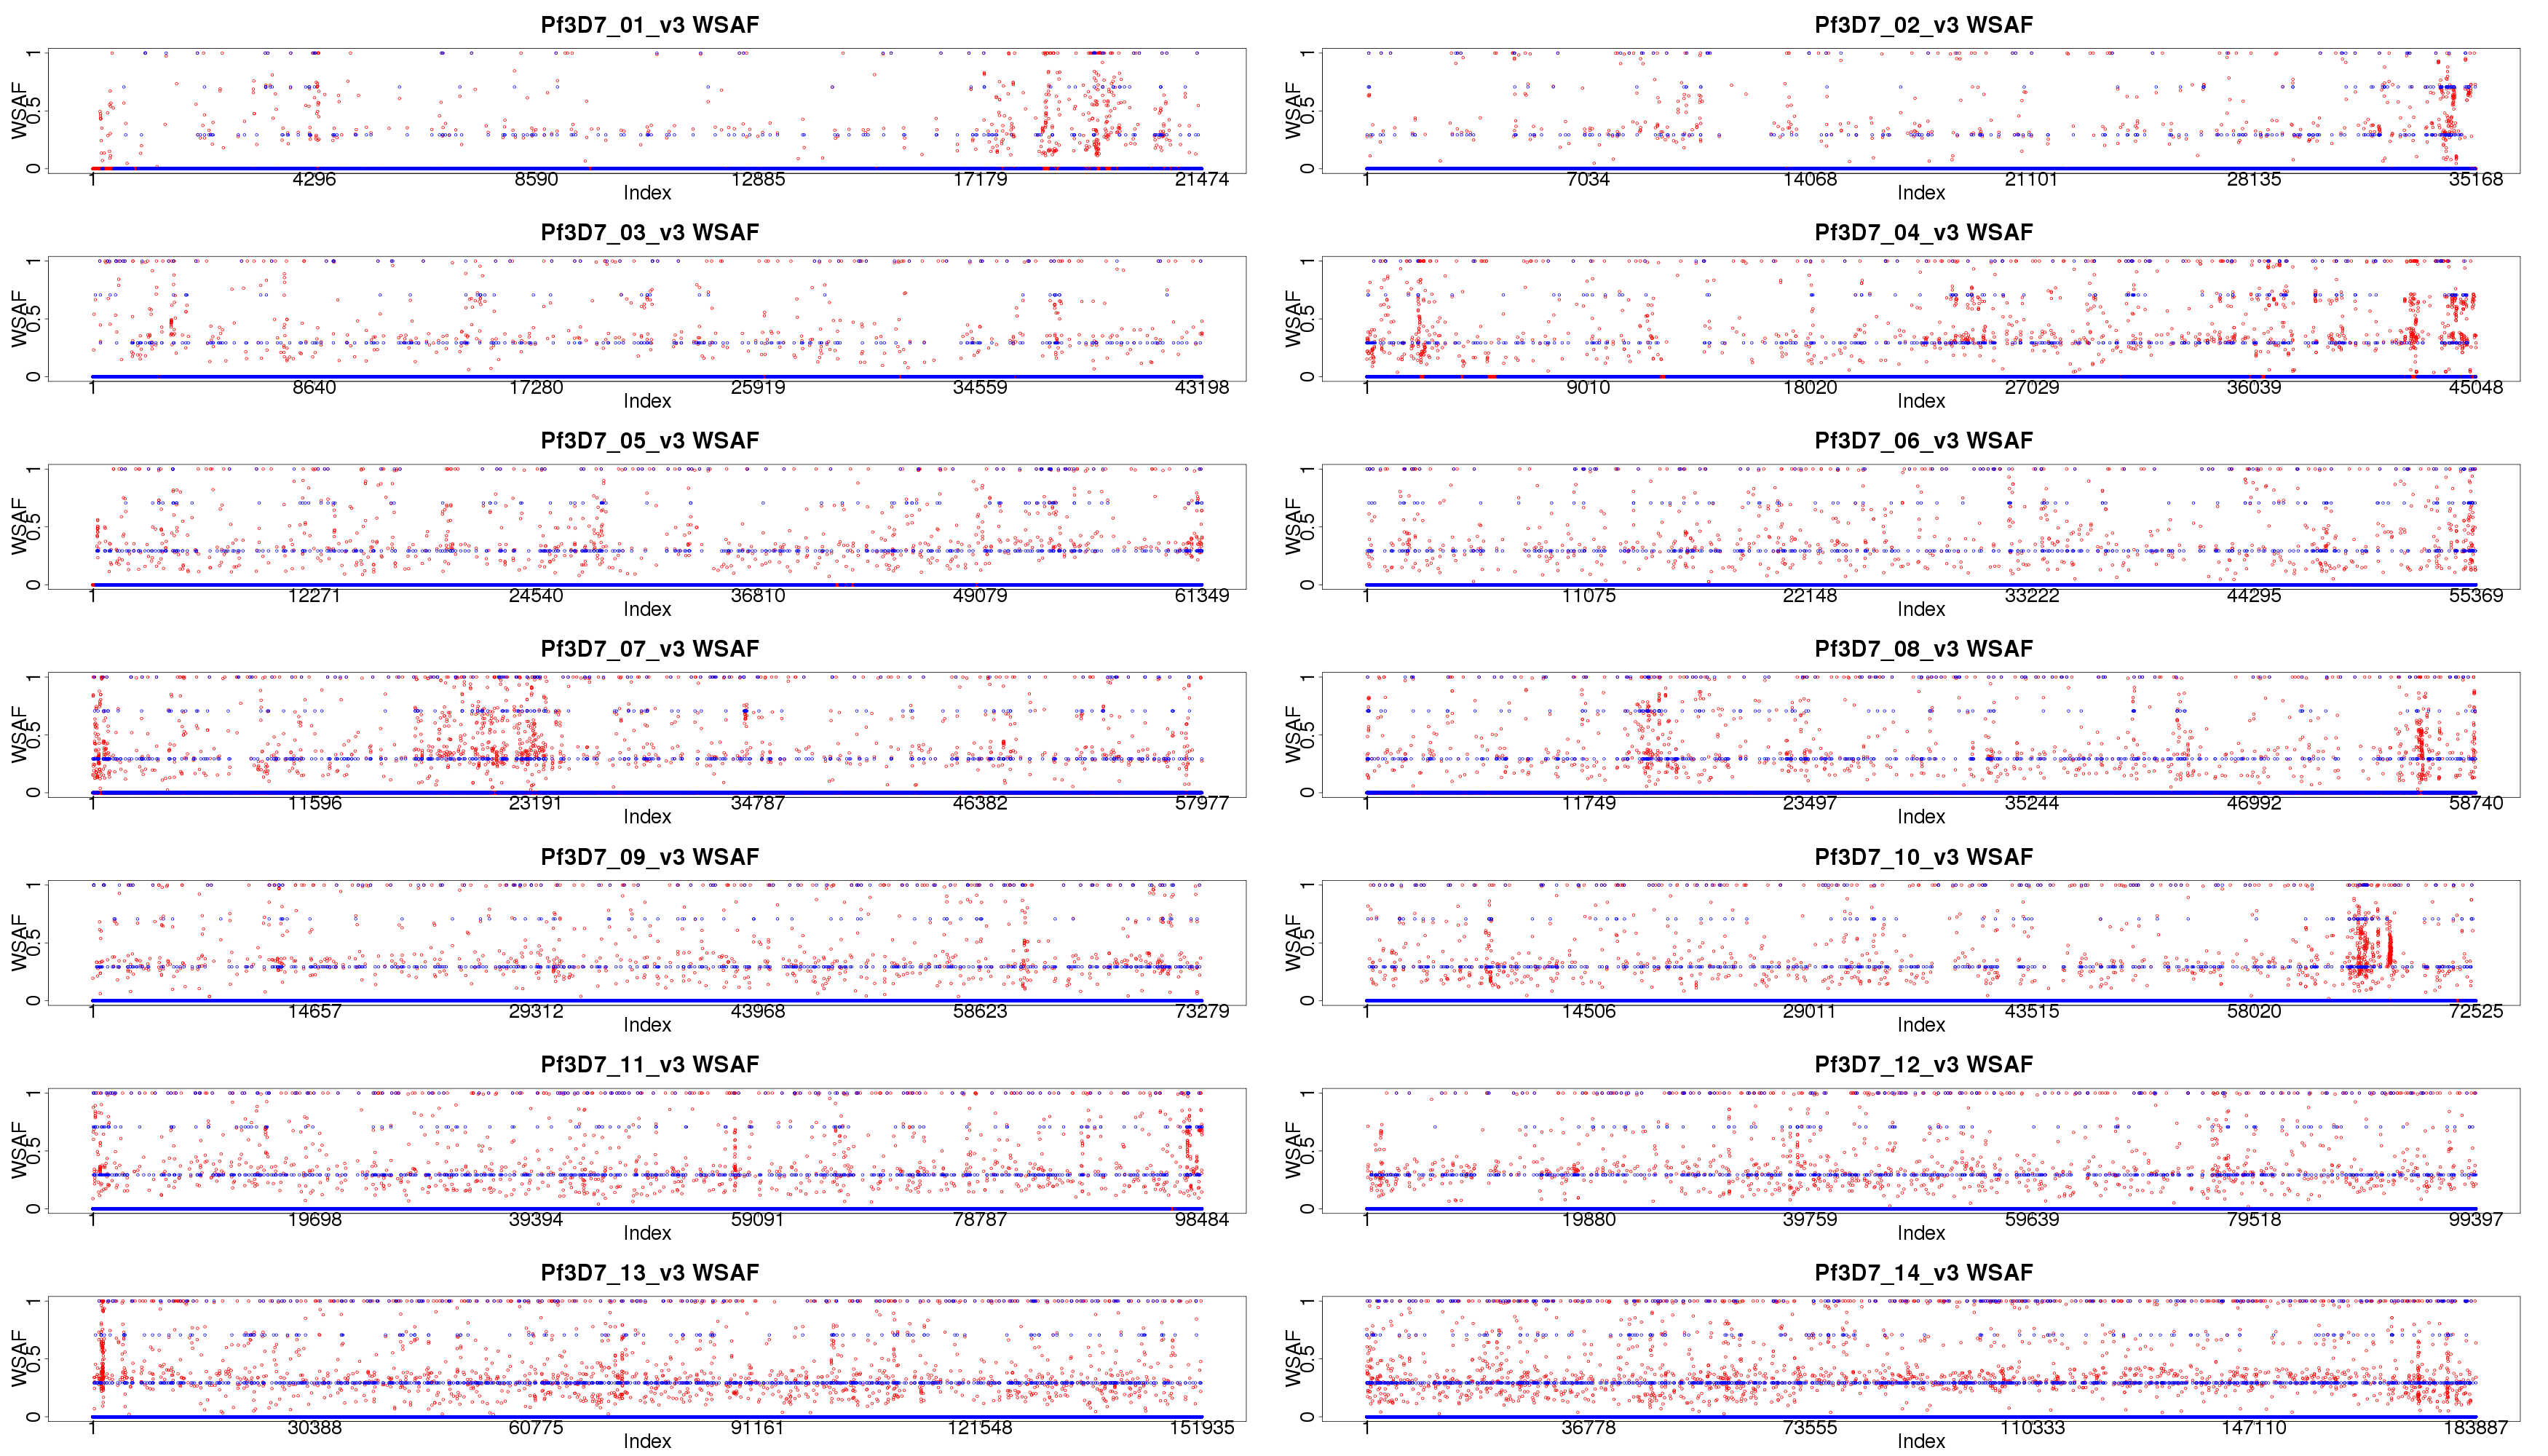 Pf3D7_01_v3 WSAF
WSAF
0 0.5 1
1 4296 8590 12885 17179 21474
Index
Pf3D7_02_v3 WSAF
WSAF
0 0.5 1
1 7034 14068 21101 28135 35168
Index
Pf3D7_03_v3 WSAF
WSAF
0 0.5 1
1 8640 17280 25919 34559 43198
Index
Pf3D7_04_v3 WSAF
WSAF
0 0.5 1
1 9010 18020 27029 36039 45048
Index
Pf3D7_05_v3 WSAF
WSAF
0 0.5 1
1 12271 24540 36810 49079 61349
Index
Pf3D7_06_v3 WSAF
WSAF
0 0.5 1
1 11075 22148 33222 44295 55369
Index
Pf3D7_07_v3 WSAF
WSAF
0 0.5 1
1 11596 23191 34787 46382 57977
Index
Pf3D7_08_v3 WSAF
WSAF
0 0.5 1
1 11749 23497 35244 46992 58740
Index
Pf3D7_09_v3 WSAF
WSAF
0 0.5 1
1 14657 29312 43968 58623 73279
Index
Pf3D7_10_v3 WSAF
WSAF
0 0.5 1
1 14506 29011 43515 58020 72525
Index
Pf3D7_11_v3 WSAF
WSAF
0 0.5 1
1 19698 39394 59091 78787 98484
Index
Pf3D7_12_v3 WSAF
WSAF
0 0.5 1
1 19880 39759 59639 79518 99397
Index
Pf3D7_13_v3 WSAF
WSAF
0 0.5 1
1 30388 60775 91161 121548 151935
Index
Pf3D7_14_v3 WSAF
WSAF
0 0.5 1
1 36778 73555 110333 147110 183887
Index